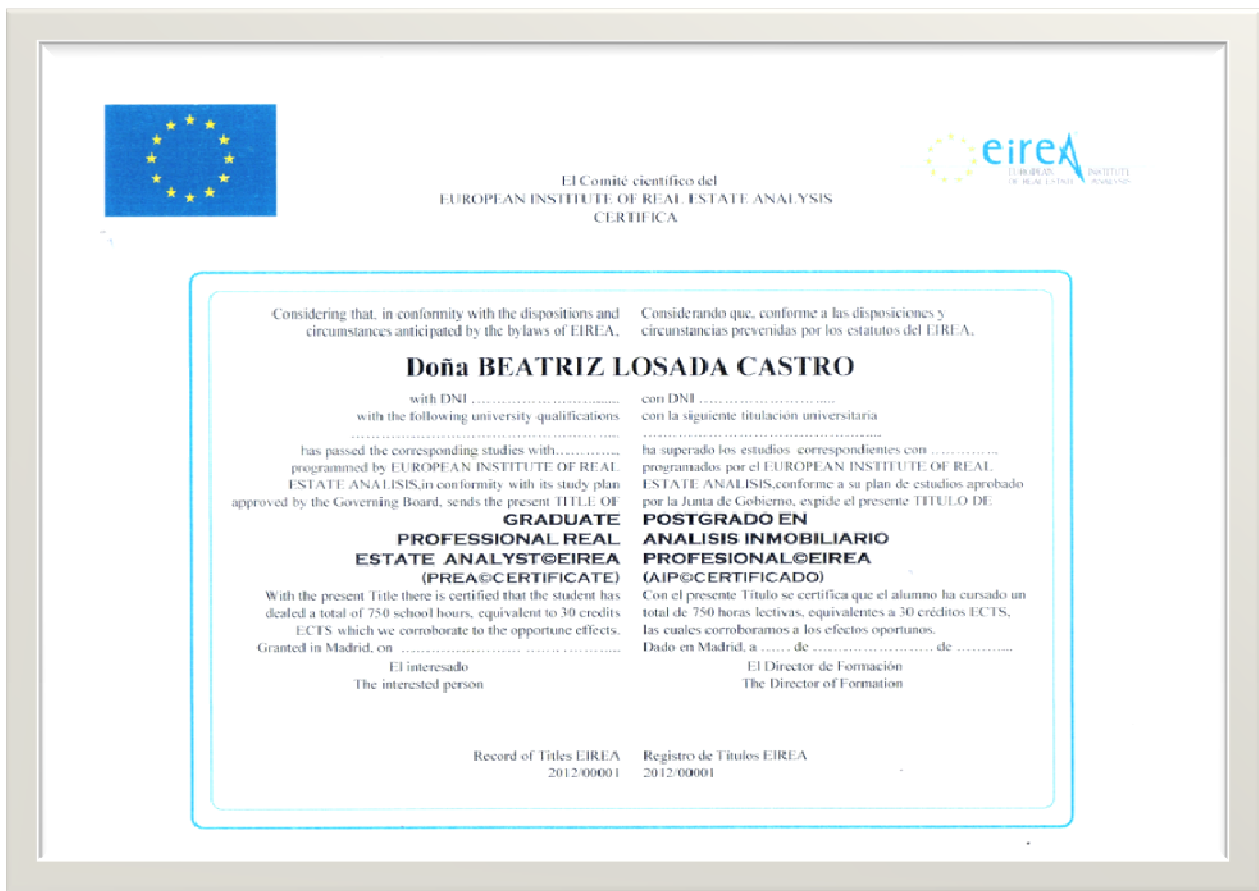 eireA
EUROPEAN INSTITUTE
OF REAL ESTATE ANALYSIS
El Comité científico del
EUROPEAN INSTITUTE OF REAL ESTATE ANALYSIS
CERTIFICA
Considering that, in conformity with the dispositions and
circumstances anticipated by the bylaws of EIREA,
Considerando que, conforme a las disposiciones y
circunstancias prevenidas por los estatutos del EIREA,
Doña BEATRIZ LOSADA CASTRO
with DNI ..............................
with the following university qualifications
......................................................
has passed the corresponding studies with..............
programmed by EUROPEAN INSTITUTE OF REAL
ESTATE ANALISIS,in conformity with its study plan
approved by the Governing Board, sends the present TITLE OF
GRADUATE
PROFESSIONAL REAL
ESTATE ANALYST©EIREA
(PREA©CERTIFICATE)
With the present Title there is certified that the student has
dealed a total of 750 school hours, equivalent to 30 credits
ECTS which we corroborate to the opportune effects.
Granted in Madrid, on ..............................................
El interesado
The interested person
Record of Titles EIREA
2012/00001
con DNI ...........................
con la siguiente titulación universitaria
................................................
ha superado los estudios correspondientes con ..............
programados por el EUROPEAN INSTITUTE OF REAL
ESTATE ANALISIS,conforme a su plan de estudios aprobado
por la Junta de Gobierno, expide el presente TITULO DE
POSTGRADO EN
ANALISIS INMOBILIARIO
PROFESIONAL©EIREA
(AIP©CERTIFICADO)
Con el presente Título se certifica que el alumno ha cursado un
total de 750 horas lectivas, equivalentes a 30 créditos ECTS,
las cuales corroboramos a los efectos oportunos.
Dado en Madrid, a ...... de ........................ de ...........
El Director de Formación
The Director of Formation
Registro de Títulos EIREA
2012/00001